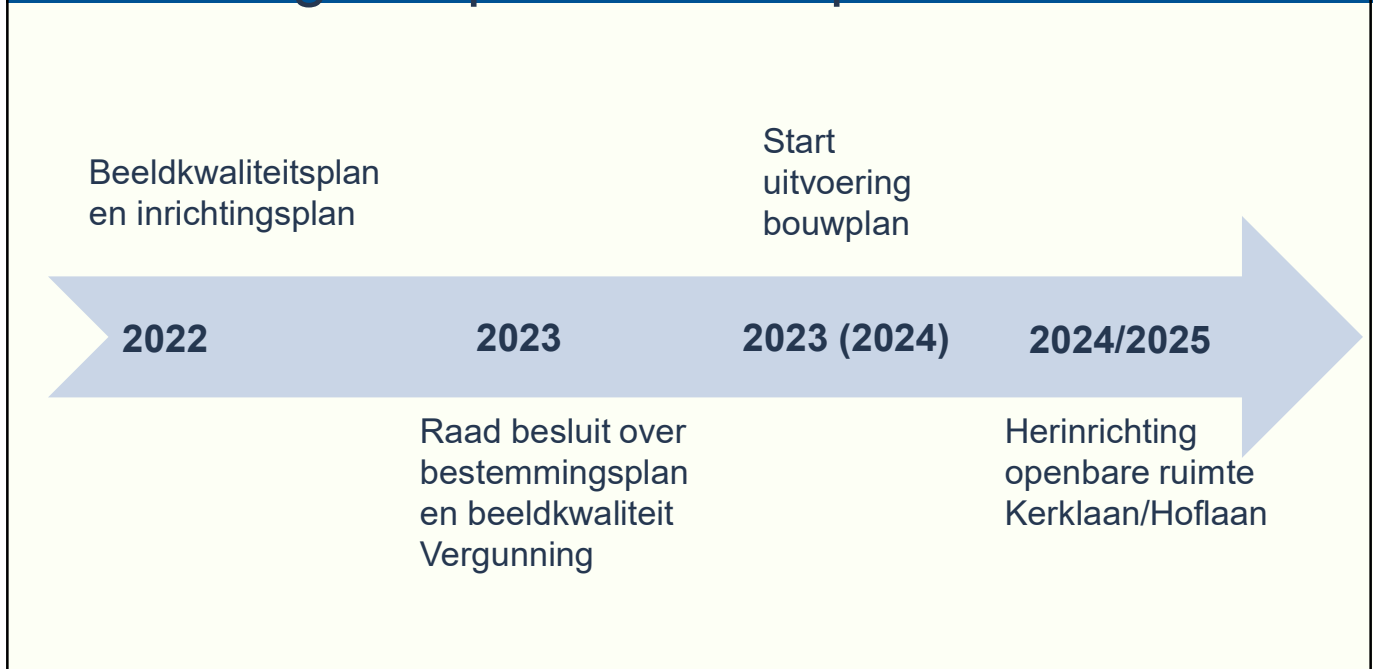 Beeldkwaliteitsplan
en inrichtingsplan
Start
uitvoering
bouwplan
2022
2023
2023 (2024)
2024/2025
Raad besluit over
bestemmingsplan
en beeldkwaliteit
Vergunning
Herinrichting
openbare ruimte
Kerklaan/Hoflaan